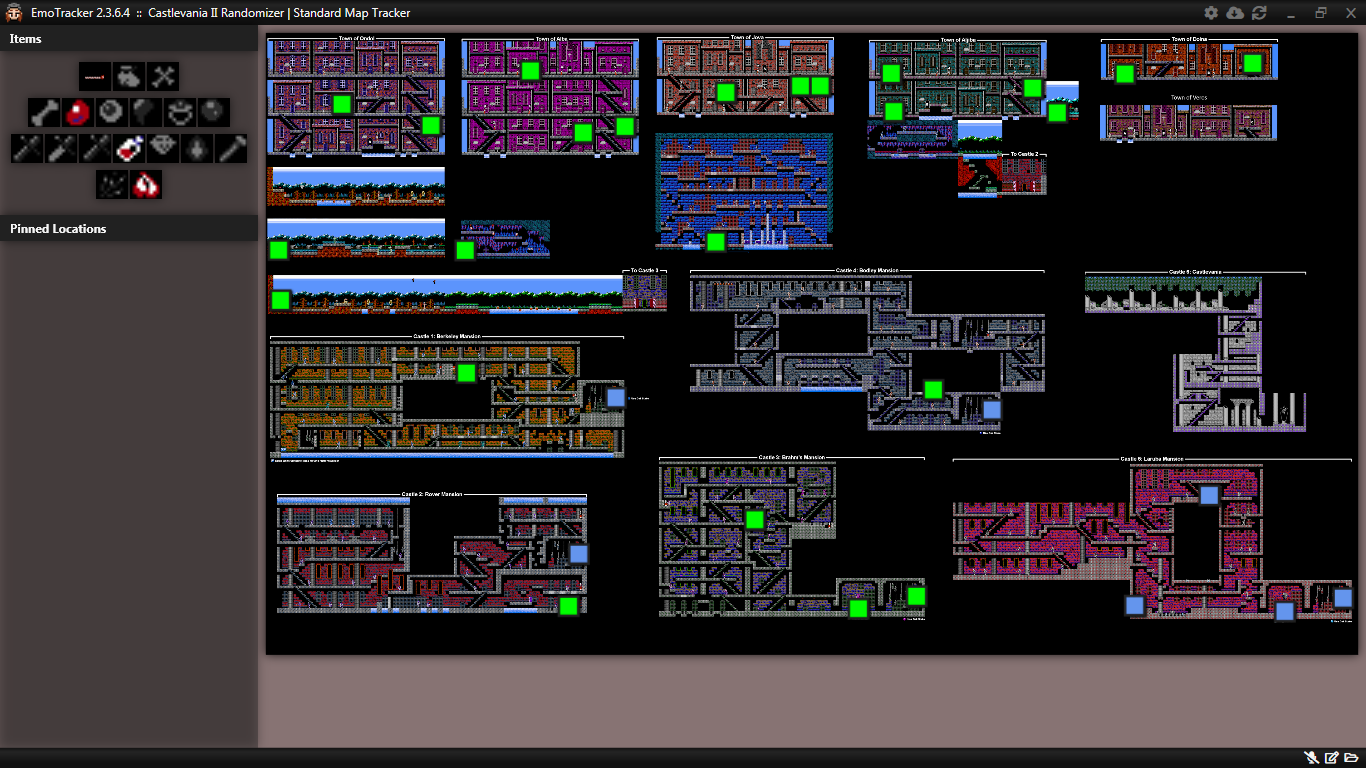 EmoTracker 2.3.6.4 :: Castlevania II Randomizer | Standard Map Tracker
Items
Pinned Locations
Town of Ondol
Town of Alba
Town of Jova
Town of Aljiba
Town of Doina
Town of Veros
To Castle 2
To Castle 3
Castle 4: Bodley Mansion
Castle 6: Castlevania
Castle 1: Berkeley Mansion
Castle 3: Brahm's Mansion
Castle 5: Laruba Mansion
Castle 2: Rover Mansion